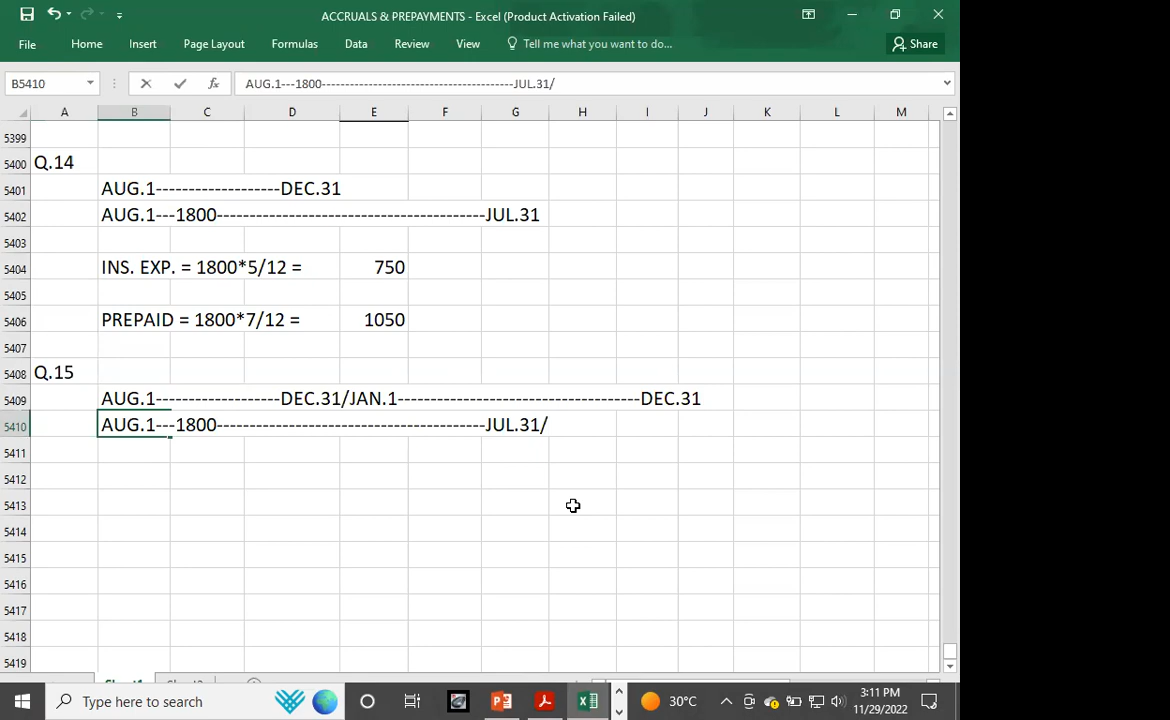 ACCRUALS & PREPAYMENTS - Excel (Product Activation Failed)
File Home Insert Page Layout Formulas Data Review View Tell me what you want to do... Share
B5410 fx AUG.1---1800-----------------------------------------JUL.31/
A B C D E F G H I J K L M
5399
5400 Q.14
5401 AUG.1-------------------DEC.31
5402 AUG.1---1800-----------------------------------------JUL.31
5403
5404 INS. EXP. = 1800*5/12 = 750
5405
5406 PREPAID = 1800*7/12 = 1050
5407
5408 Q.15
5409 AUG.1-------------------DEC.31/JAN.1-------------------------------------DEC.31
5410 AUG.1---1800-----------------------------------------JUL.31/
5411
5412
5413
5414
5415
5416
5417
5418
5419
Type here to search 30°C 3:11 PM
11/29/2022